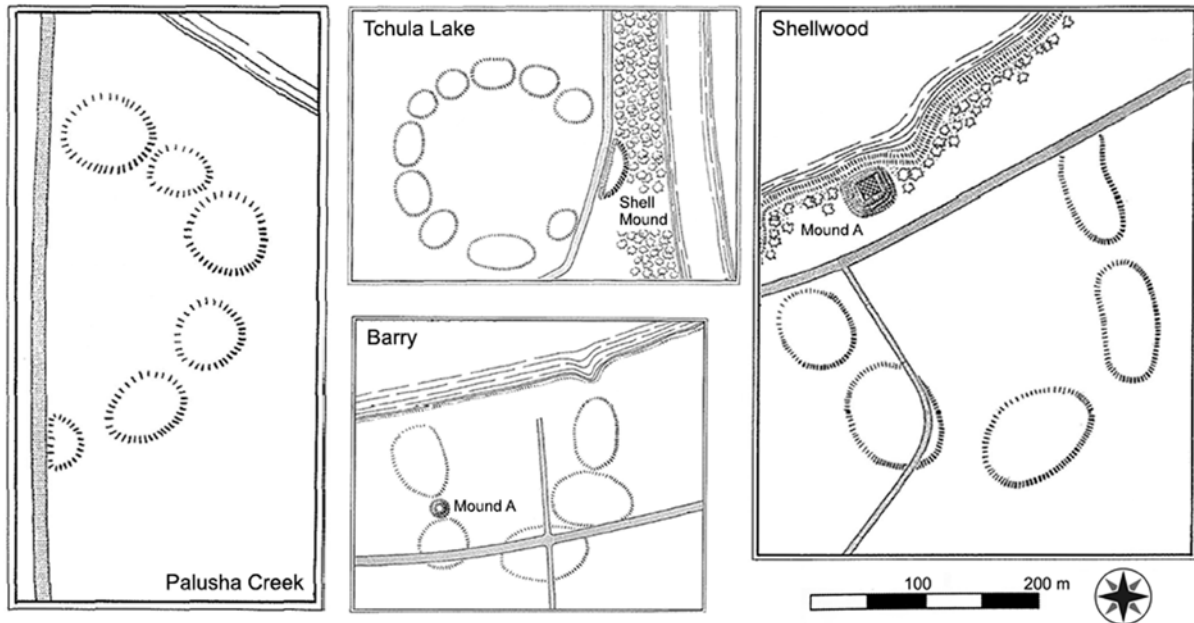 Palusha Creek
Tchula Lake
Shell
Mound
Barry
Mound A
Shellwood
Mound A
100 200 m